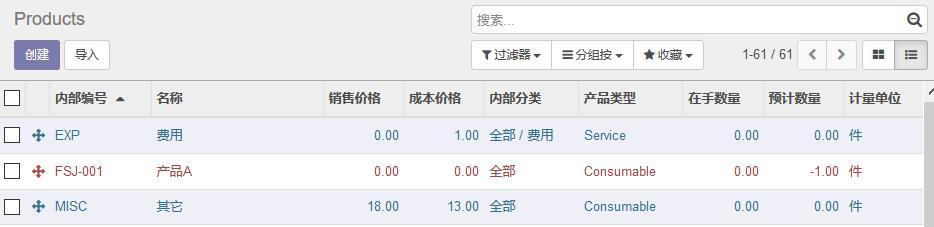 Products
搜索...
创建 导入 过滤器 分组按 收藏 1-61 / 61
内部编号 名称 销售价格 成本价格 内部分类 产品类型 在手数量 预计数量 计量单位
EXP 费用 0.00 1.00 全部 / 费用 Service 0.00 0.00 件
FSJ-001 产品A 0.00 0.00 全部 Consumable 0.00 -1.00 件
MISC 其它 18.00 13.00 全部 Consumable 0.00 0.00 件